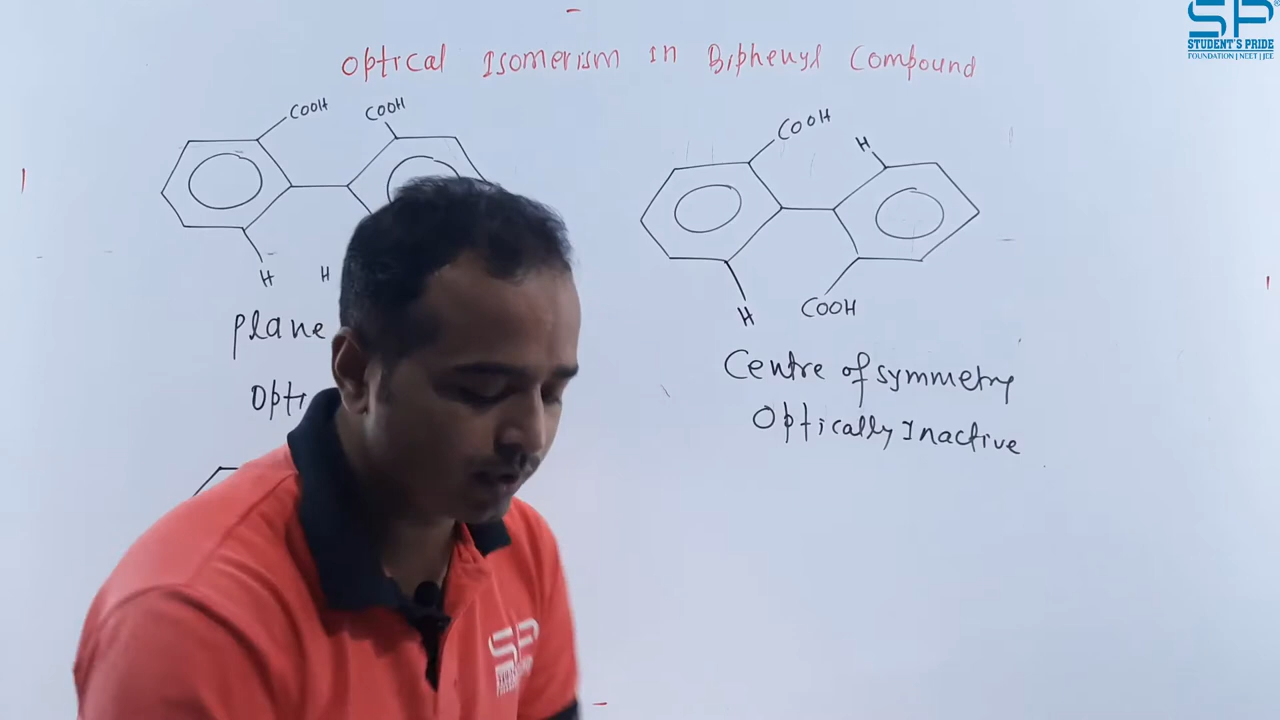 SP
STUDENT'S PRIDE
FOUNDATION | NEET | JEE
Optical Isomerism in Biphenyl Compound
COOH COOH
COOH
H
H H
H COOH
Plane
Centre of symmetry
Optically Inactive
SP